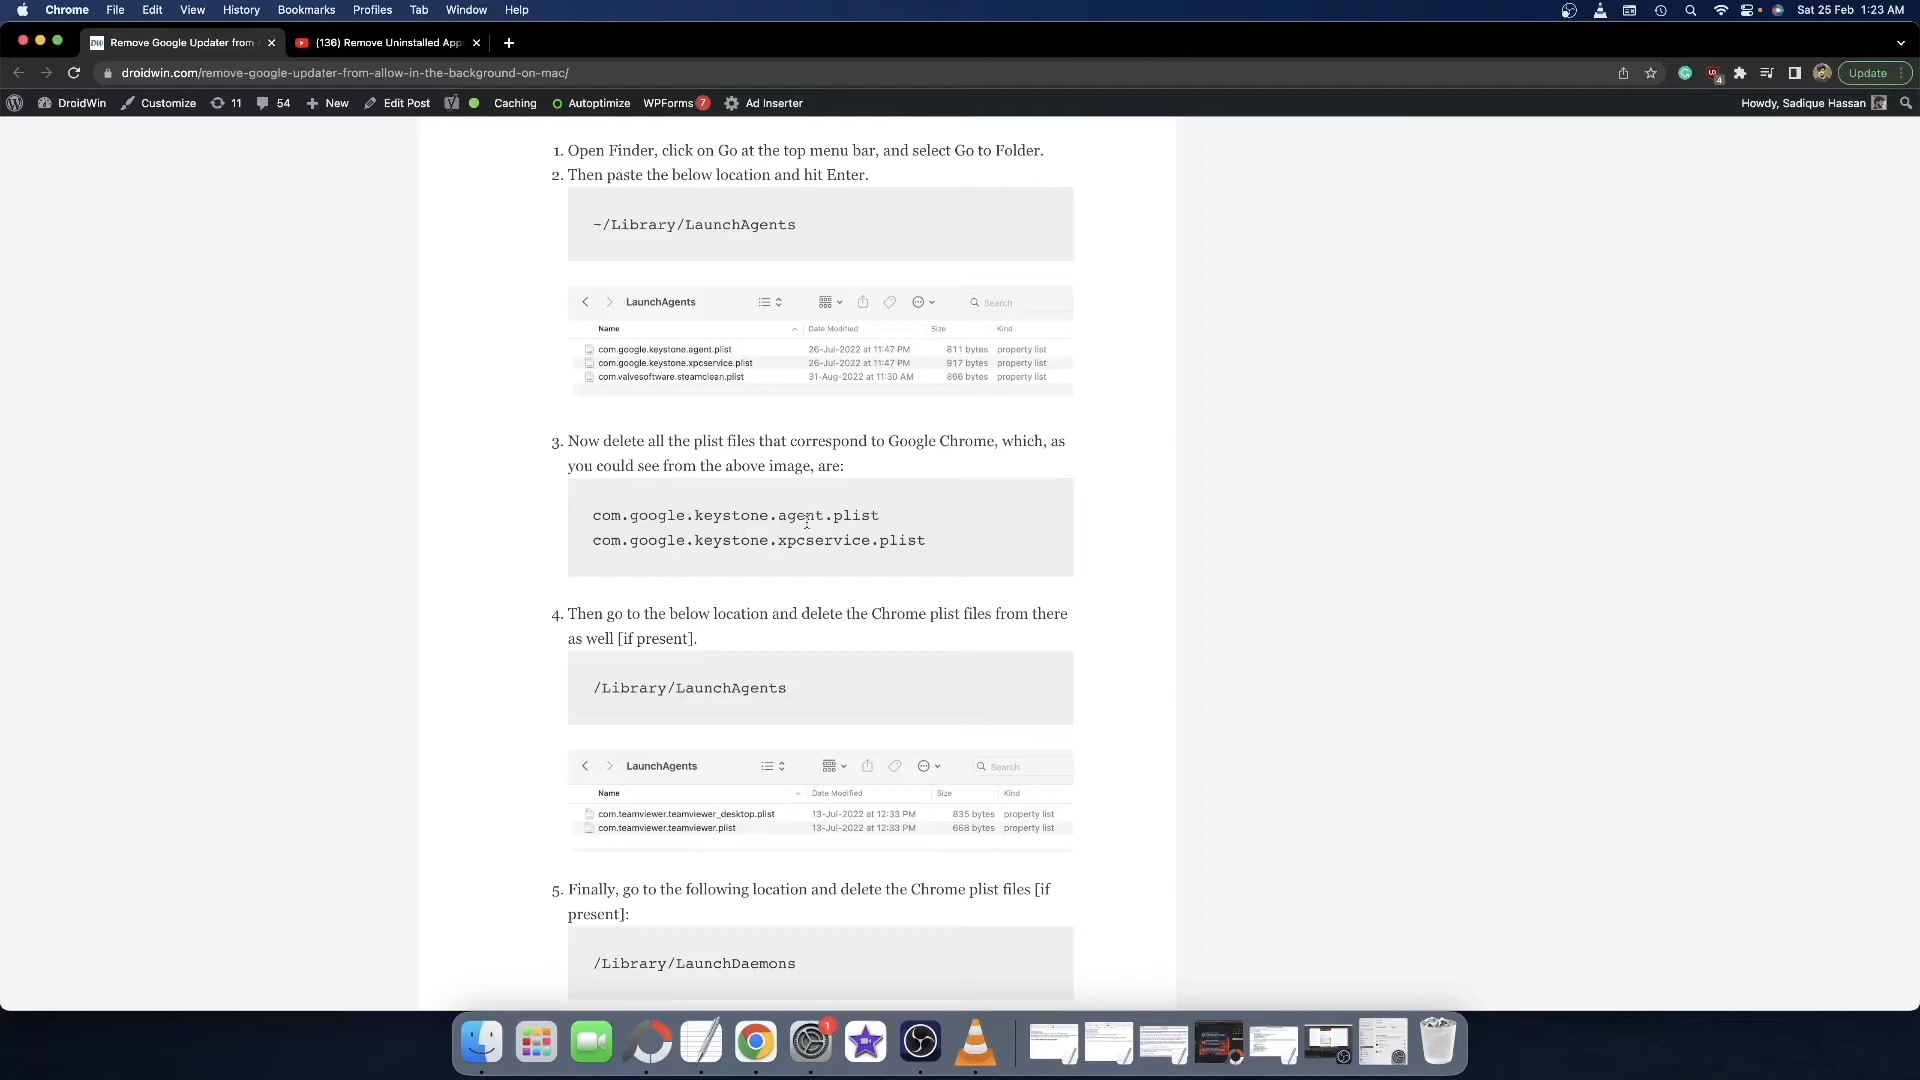 Chrome File Edit View History Bookmarks Profiles Tab Window Help Sat 25 Feb 1:23 AM
DW Remove Google Updater from (136) Remove Uninstalled App
droidwin.com/remove-google-updater-from-allow-in-the-background-on-mac/ 4 Update
DroidWin Customize 11 54 New Edit Post Caching Autoptimize WPForms 7 Ad Inserter Howdy, Sadique Hassan
1. Open Finder, click on Go at the top menu bar, and select Go to Folder.
2. Then paste the below location and hit Enter.
~/Library/LaunchAgents
LaunchAgents Search
Name Date Modified Size Kind
com.google.keystone.agent.plist 26-Jul-2022 at 11:47 PM 811 bytes property list
com.google.keystone.xpcservice.plist 26-Jul-2022 at 11:47 PM 917 bytes property list
com.valvesoftware.steamclean.plist 31-Aug-2022 at 11:30 AM 866 bytes property list
3. Now delete all the plist files that correspond to Google Chrome, which, as
you could see from the above image, are:
com.google.keystone.agent.plist
com.google.keystone.xpcservice.plist
4. Then go to the below location and delete the Chrome plist files from there
as well [if present].
/Library/LaunchAgents
LaunchAgents Search
Name Date Modified Size Kind
com.teamviewer.teamviewer_desktop.plist 13-Jul-2022 at 12:33 PM 835 bytes property list
com.teamviewer.teamviewer.plist 13-Jul-2022 at 12:33 PM 668 bytes property list
5. Finally, go to the following location and delete the Chrome plist files [if
present]:
/Library/LaunchDaemons
1